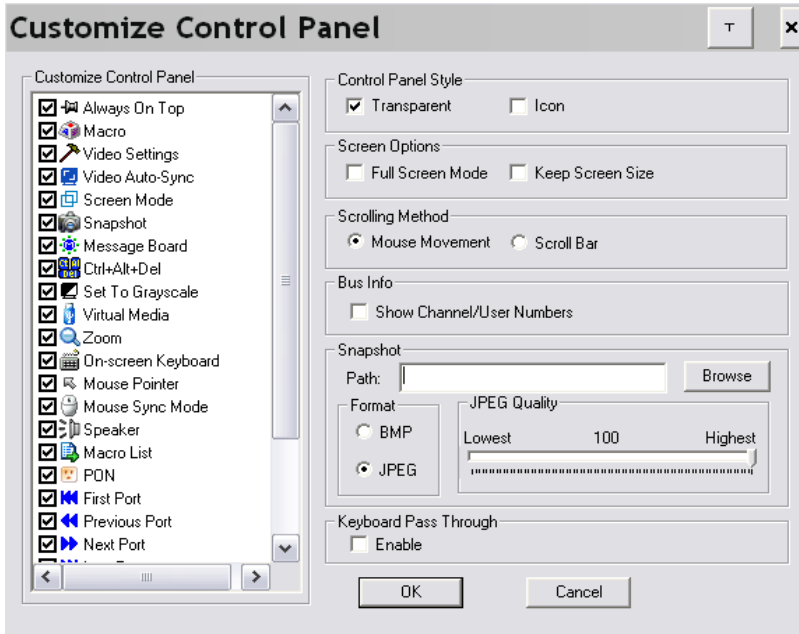 Customize Control Panel
T
×
Customize Control Panel
Always On Top
Macro
Video Settings
Video Auto-Sync
Screen Mode
Snapshot
Message Board
Ctrl+Alt+Del
Set To Grayscale
Virtual Media
Zoom
On-screen Keyboard
Mouse Pointer
Mouse Sync Mode
Speaker
Macro List
PON
First Port
Previous Port
Next Port
Control Panel Style
Transparent Icon
Screen Options
Full Screen Mode Keep Screen Size
Scrolling Method
Mouse Movement Scroll Bar
Bus Info
Show Channel/User Numbers
Snapshot
Path: Browse
Format
BMP
JPEG
JPEG Quality
Lowest 100 Highest
Keyboard Pass Through
Enable
OK Cancel